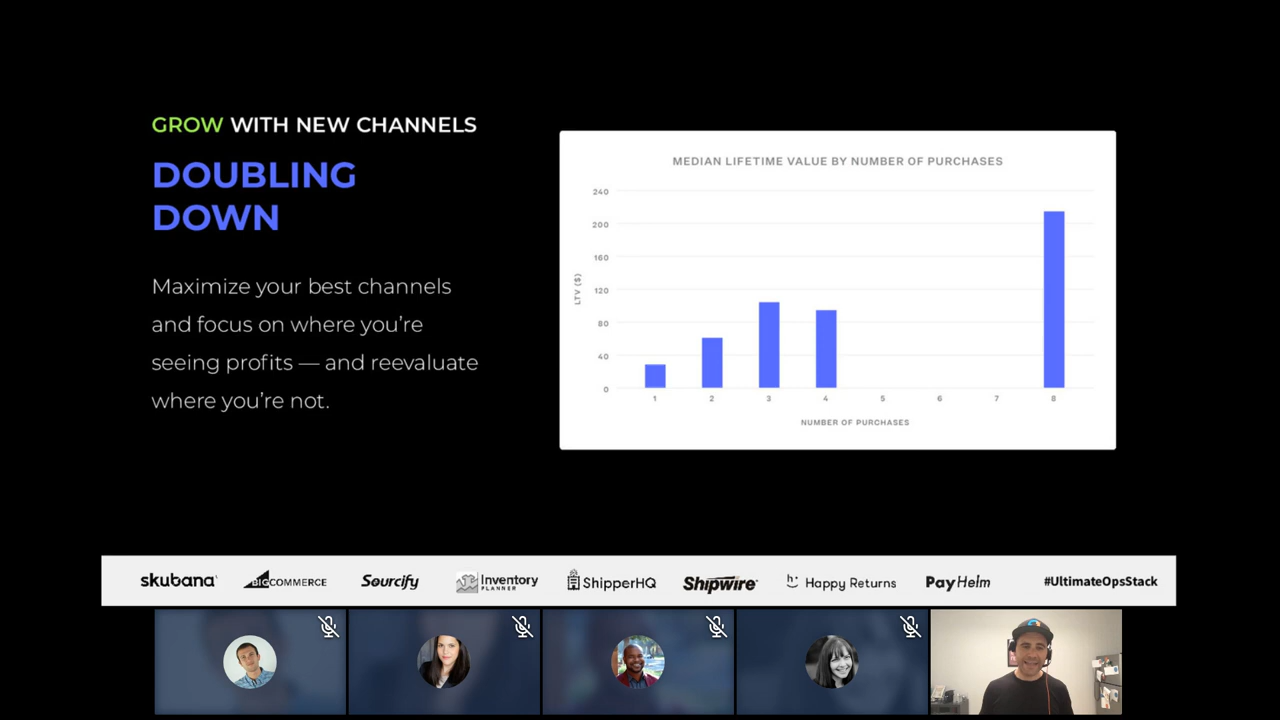 GROW WITH NEW CHANNELS
DOUBLING
DOWN
Maximize your best channels
and focus on where you're
seeing profits — and reevaluate
where you're not.
MEDIAN LIFETIME VALUE BY NUMBER OF PURCHASES
240
200
160
120
80
40
0
LTV ($)
1 2 3 4 5 6 7 8
NUMBER OF PURCHASES
skubana BIGCOMMERCE Sourcify Inventory PLANNER ShipperHQ Shipwire h: Happy Returns PayHelm #UltimateOpsStack